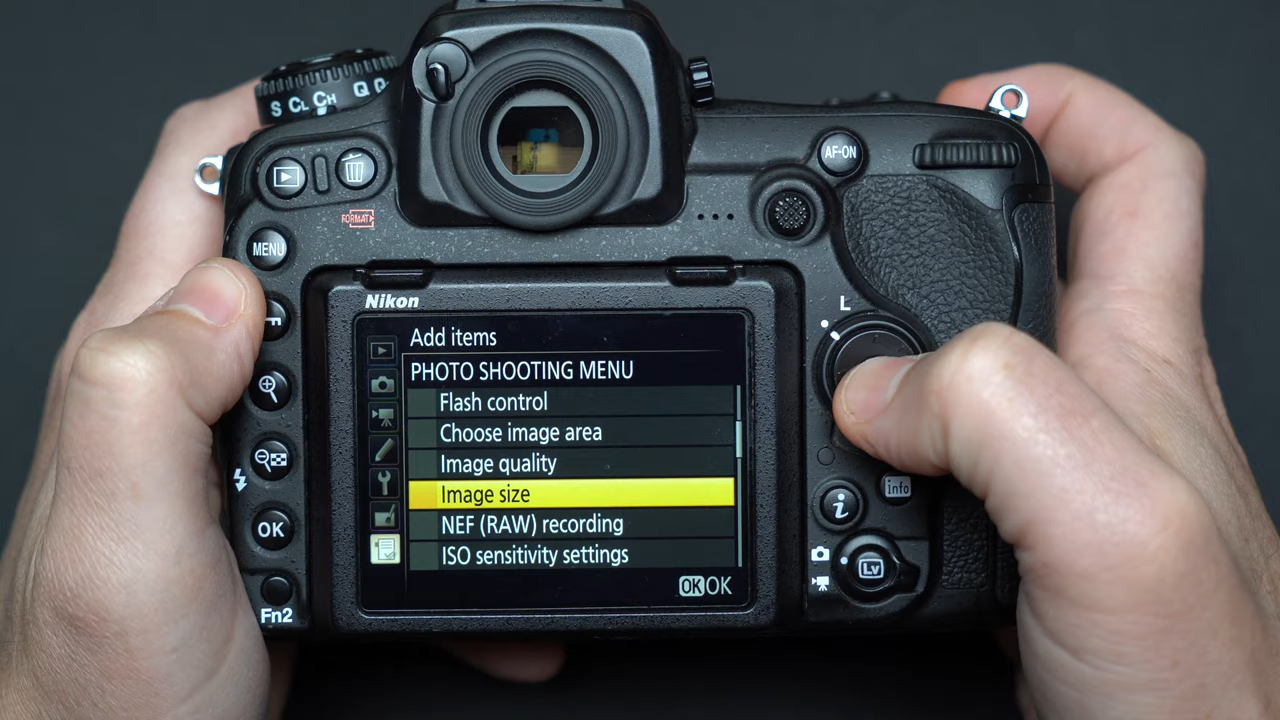 S CL CH Q
AF-ON
FORMAT
MENU
L
Nikon
Add items
PHOTO SHOOTING MENU
Flash control
Choose image area
Image quality
Image size
NEF (RAW) recording
ISO sensitivity settings
OK OK
info
i
OK
Lv
Fn2